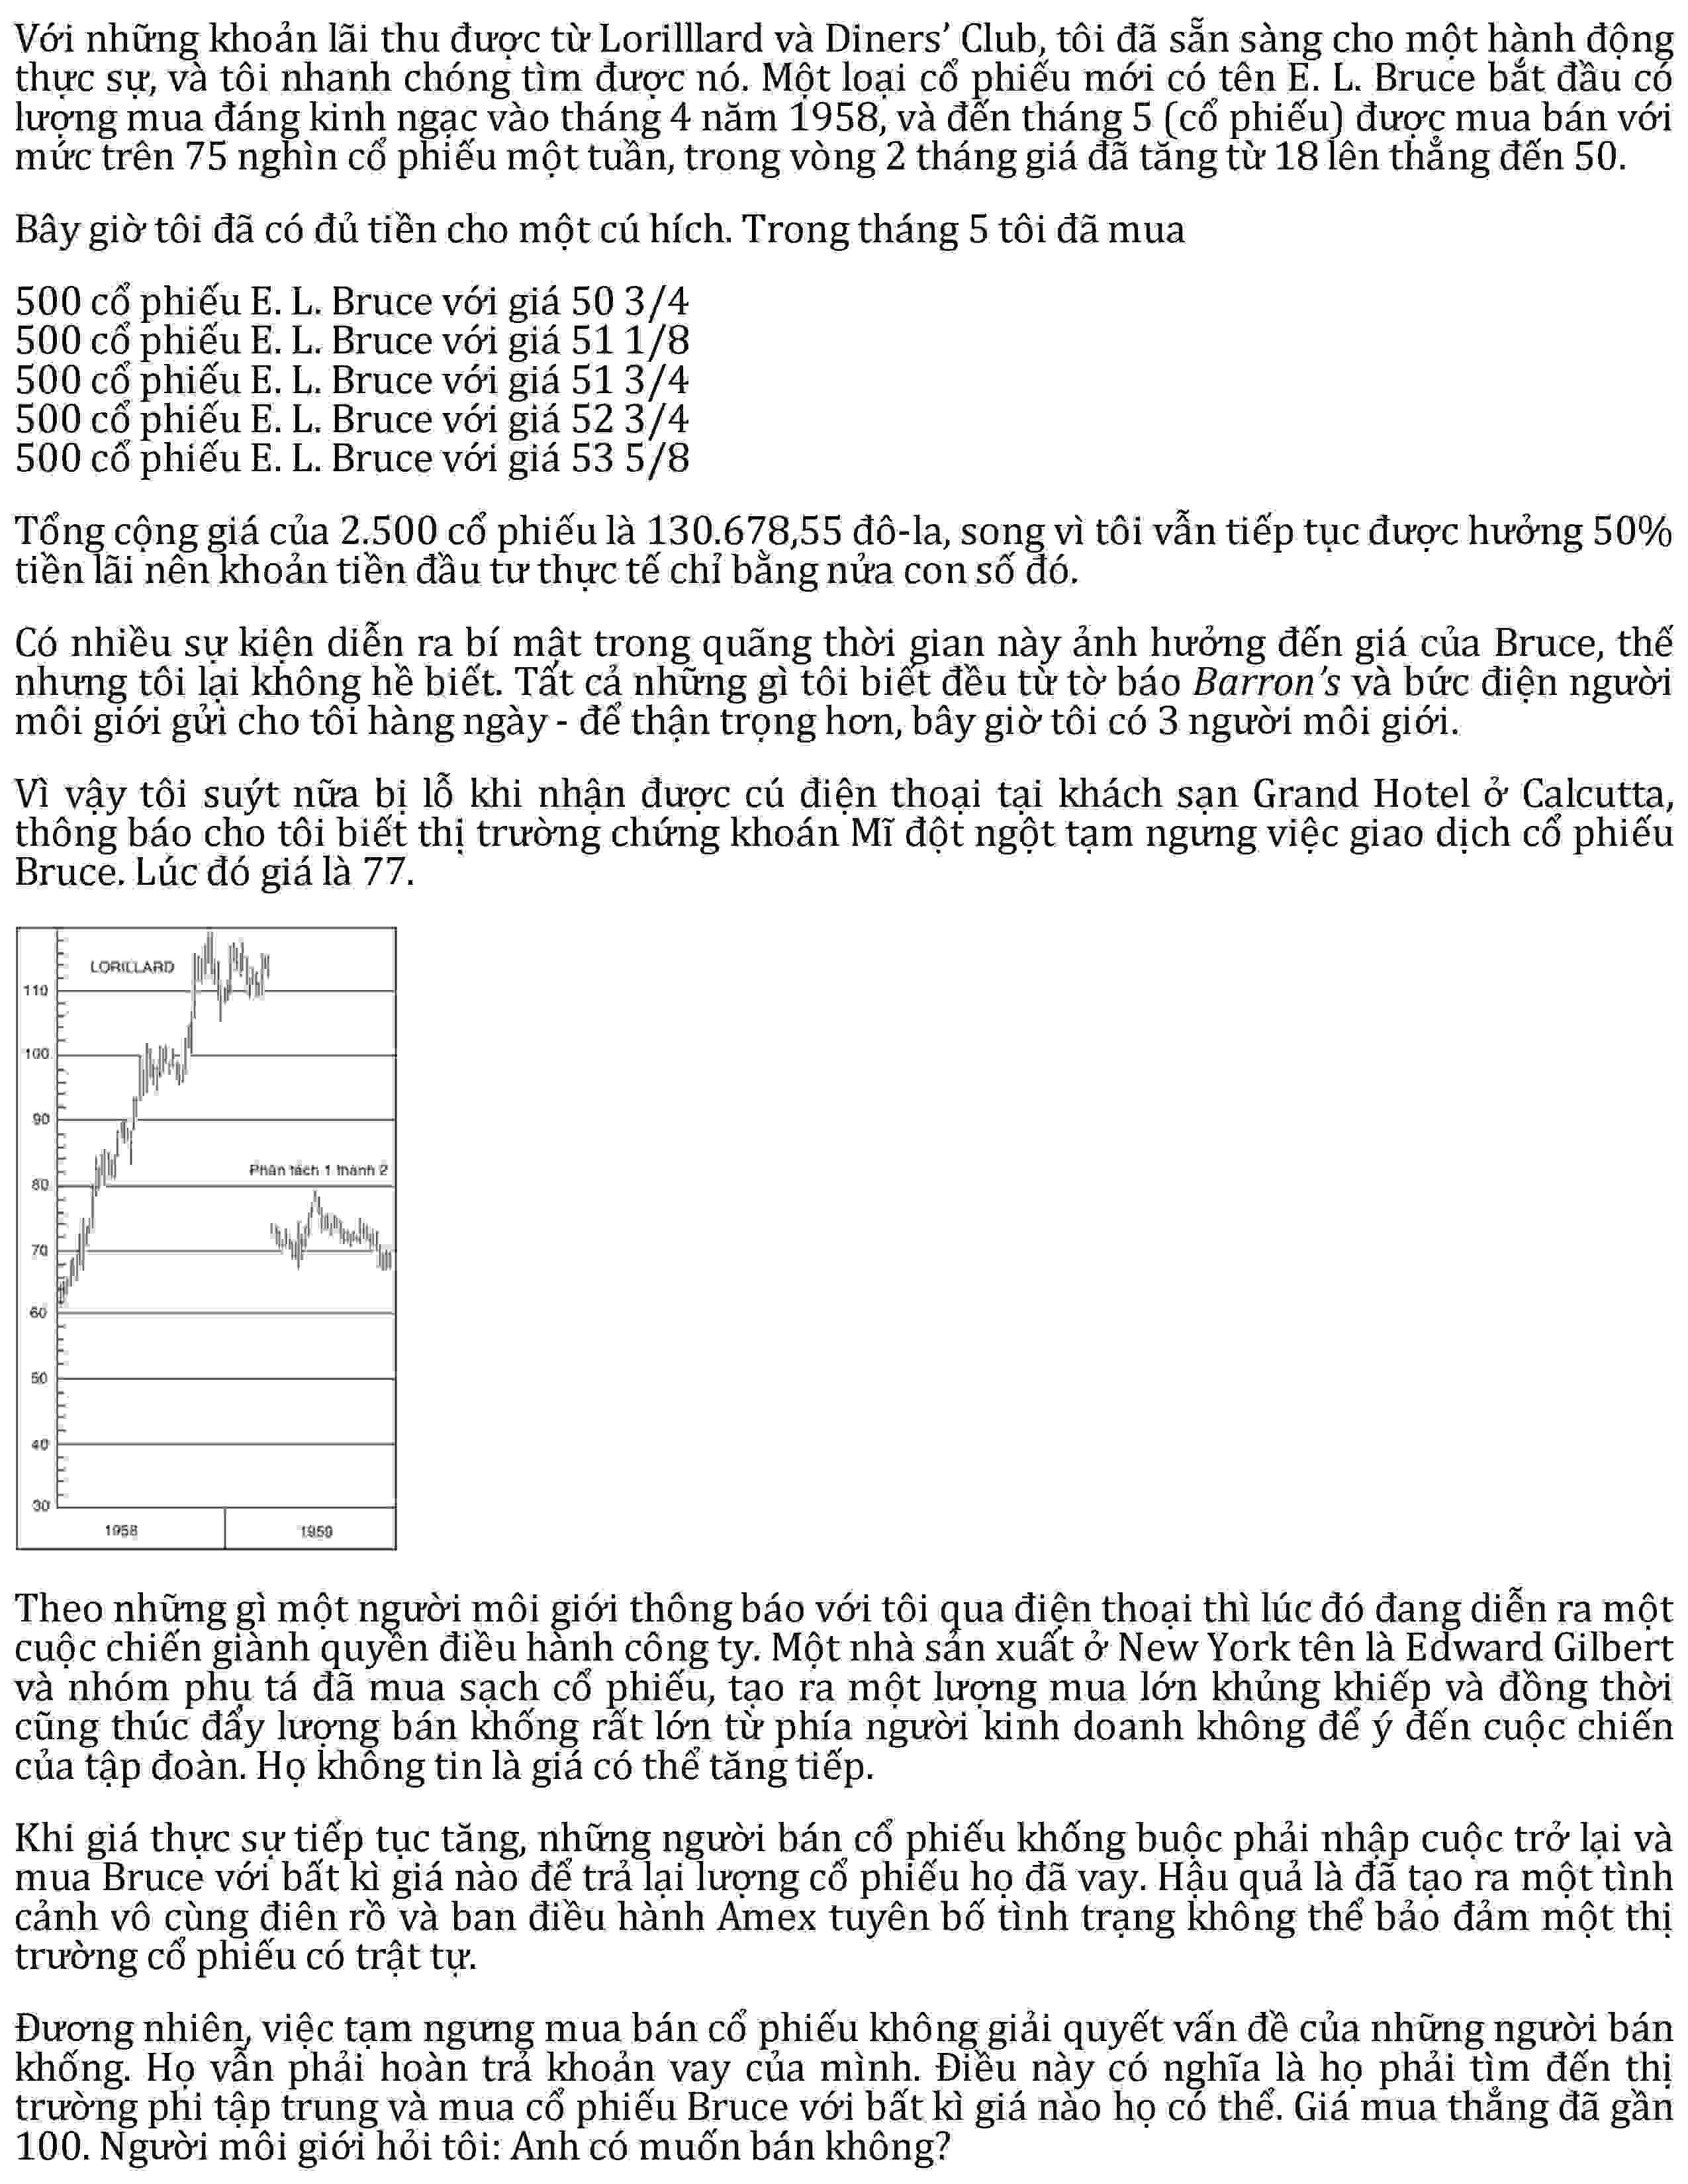 Với những khoản lãi thu được từ Lorilllard và Diners’ Club, tôi đã sẵn sàng cho một hành động
thực sự, và tôi nhanh chóng tìm được nó. Một loại cổ phiếu mới có tên E. L. Bruce bắt đầu có
lượng mua đáng kinh ngạc vào tháng 4 năm 1958, và đến tháng 5 (cổ phiếu) được mua bán với
mức trên 75 nghìn cổ phiếu một tuần, trong vòng 2 tháng giá đã tăng từ 18 lên thẳng đến 50.
Bây giờ tôi đã có đủ tiền cho một cú hích. Trong tháng 5 tôi đã mua
500 cổ phiếu E. L. Bruce với giá 50 3/4
500 cổ phiếu E. L. Bruce với giá 51 1/8
500 cổ phiếu E. L. Bruce với giá 51 3/4
500 cổ phiếu E. L. Bruce với giá 52 3/4
500 cổ phiếu E. L. Bruce với giá 53 5/8
Tổng cộng giá của 2.500 cổ phiếu là 130.678,55 đô-la, song vì tôi vẫn tiếp tục được hưởng 50%
tiền lãi nên khoản tiền đầu tư thực tế chỉ bằng nửa con số đó.
Có nhiều sự kiện diễn ra bí mật trong quãng thời gian này ảnh hưởng đến giá của Bruce, thế
nhưng tôi lại không hề biết. Tất cả những gì tôi biết đều từ tờ báo Barron’s và bức điện người
môi giới gửi cho tôi hàng ngày - để thận trọng hơn, bây giờ tôi có 3 người môi giới.
Vì vậy tôi suýt nữa bị lỗ khi nhận được cú điện thoại tại khách sạn Grand Hotel ở Calcutta,
thông báo cho tôi biết thị trường chứng khoán Mĩ đột ngột tạm ngưng việc giao dịch cổ phiếu
Bruce. Lúc đó giá là 77.
LORILLARD
110
100
90
Phân tách 1 thành 2
80
70
60
50
40
30
1958
1959
Theo những gì một người môi giới thông báo với tôi qua điện thoại thì lúc đó đang diễn ra một
cuộc chiến giành quyền điều hành công ty. Một nhà sản xuất ở New York tên là Edward Gilbert
và nhóm phụ tá đã mua sạch cổ phiếu, tạo ra một lượng mua lớn khủng khiếp và đồng thời
cũng thúc đẩy lượng bán khống rất lớn từ phía người kinh doanh không để ý đến cuộc chiến
của tập đoàn. Họ không tin là giá có thể tăng tiếp.
Khi giá thực sự tiếp tục tăng, những người bán cổ phiếu khống buộc phải nhập cuộc trở lại và
mua Bruce với bất kì giá nào để trả lại lượng cổ phiếu họ đã vay. Hậu quả là đã tạo ra một tình
cảnh vô cùng điên rồ và ban điều hành Amex tuyên bố tình trạng không thể bảo đảm một thị
trường cổ phiếu có trật tự.
Đương nhiên, việc tạm ngưng mua bán cổ phiếu không giải quyết vấn đề của những người bán
khống. Họ vẫn phải hoàn trả khoản vay của mình. Điều này có nghĩa là họ phải tìm đến thị
trường phi tập trung và mua cổ phiếu Bruce với bất kì giá nào họ có thể. Giá mua thẳng đã gần
100. Người môi giới hỏi tôi: Anh có muốn bán không?